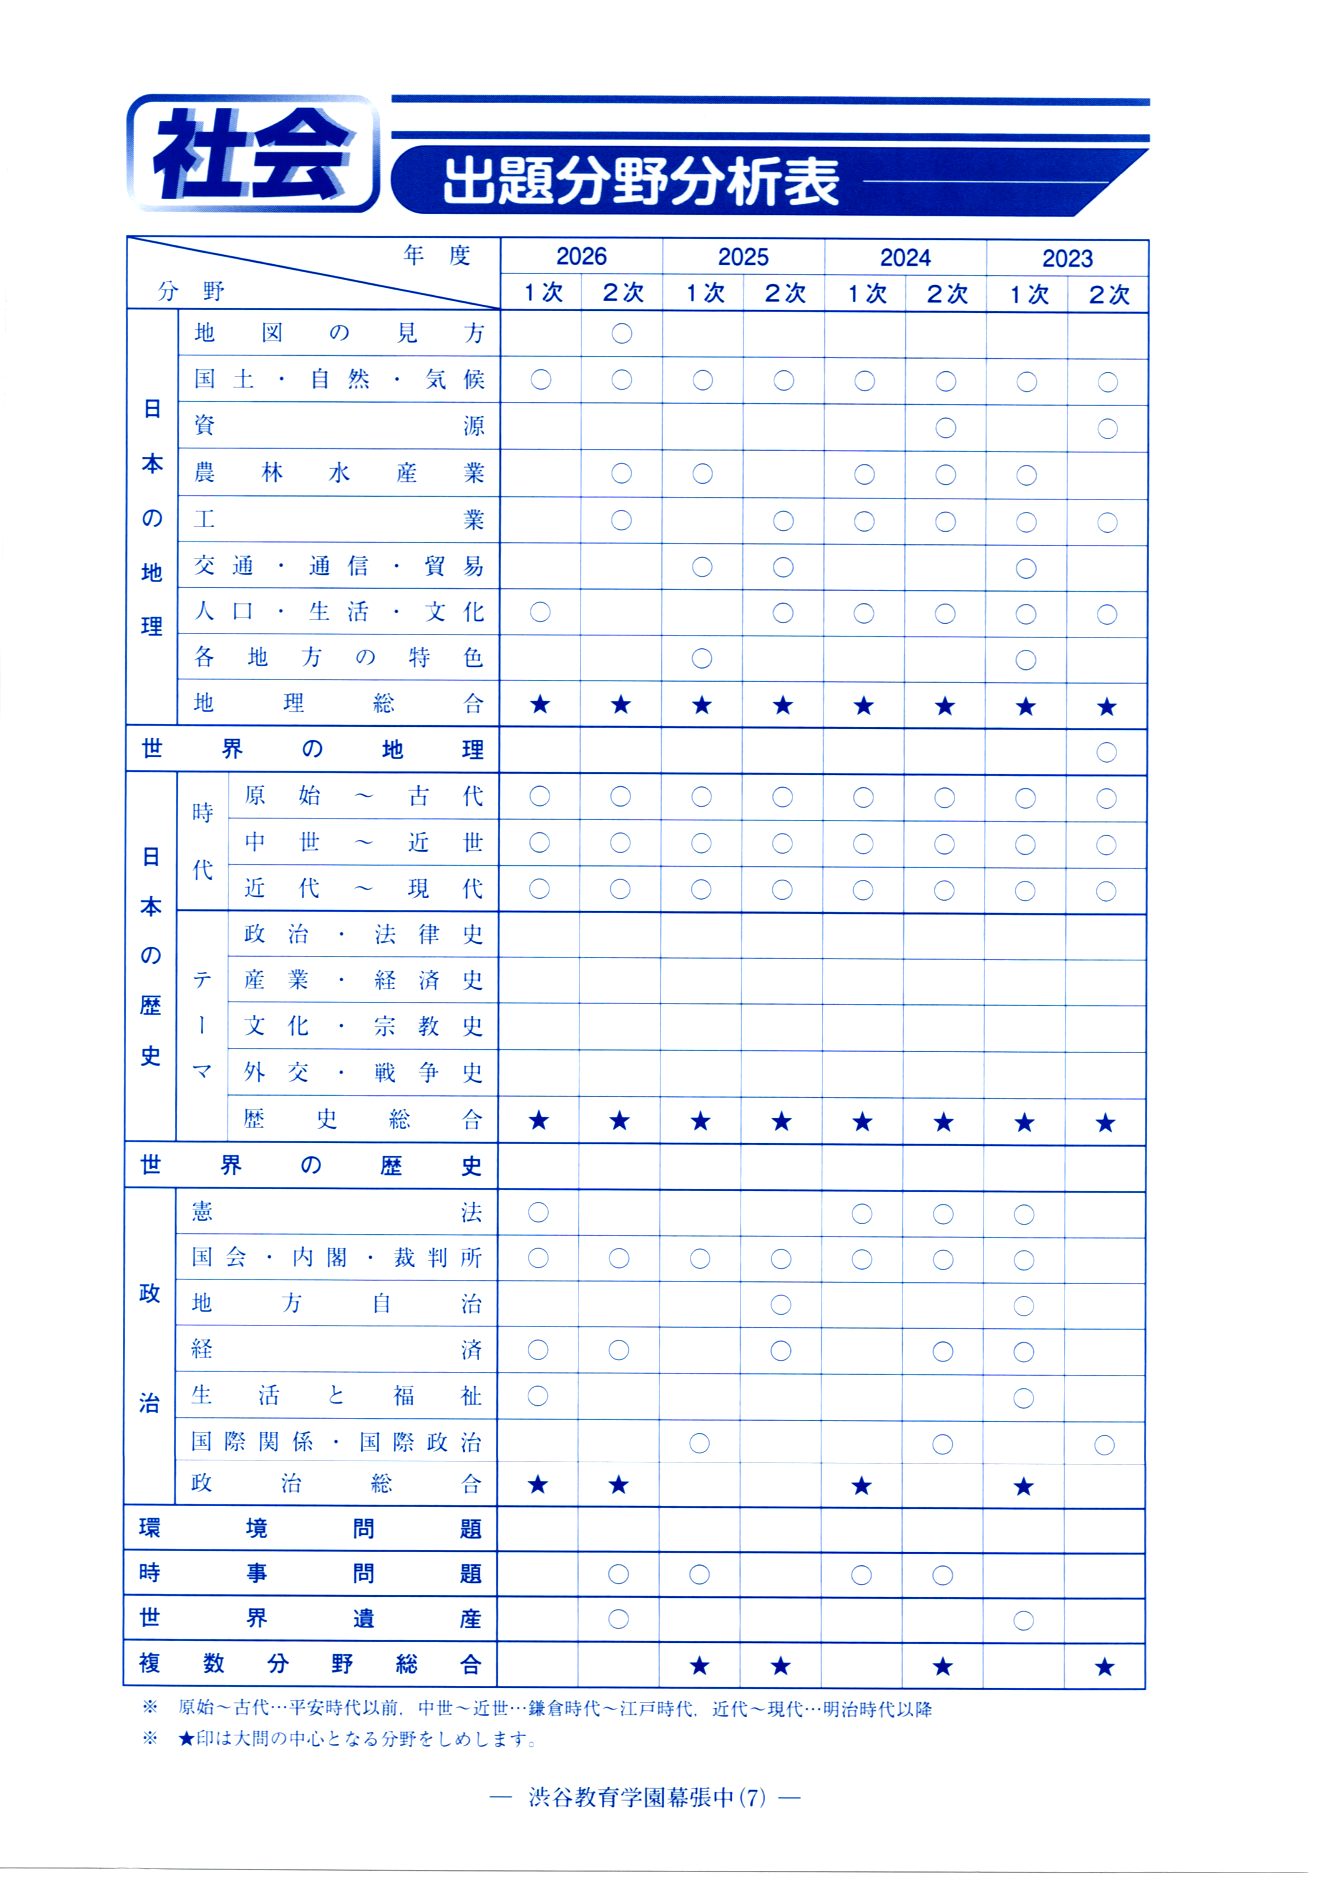 社会
出題分野分析表
年度 2026 2025 2024 2023
分野 1次 2次 1次 2次 1次 2次 1次 2次
日本の地理
地図の見方 ○
国土・自然・気候 ○ ○ ○ ○ ○ ○ ○ ○
資源 ○ ○
農林水産業 ○ ○ ○ ○ ○
工業 ○ ○ ○ ○ ○ ○
交通・通信・貿易 ○ ○ ○
人口・生活・文化 ○ ○ ○ ○ ○ ○
各地方の特色 ○ ○
地理総合 ★ ★ ★ ★ ★ ★ ★ ★
世界の地理 ○
日本の歴史
時代
原始～古代 ○ ○ ○ ○ ○ ○ ○ ○
中世～近世 ○ ○ ○ ○ ○ ○ ○ ○
近代～現代 ○ ○ ○ ○ ○ ○ ○ ○
テーマ
政治・法律史
産業・経済史
文化・宗教史
外交・戦争史
歴史総合 ★ ★ ★ ★ ★ ★ ★ ★
世界の歴史
政治
憲法 ○ ○ ○ ○
国会・内閣・裁判所 ○ ○ ○ ○ ○ ○ ○
地方自治 ○ ○
経済 ○ ○ ○ ○ ○
生活と福祉 ○ ○
国際関係・国際政治 ○ ○ ○
政治総合 ★ ★ ★ ★
環境問題
時事問題 ○ ○ ○ ○
世界遺産 ○ ○
複数分野総合 ★ ★ ★ ★
※ 原始～古代…平安時代以前，中世～近世…鎌倉時代～江戸時代，近代～現代…明治時代以降
※ ★印は大問の中心となる分野をしめします。
― 渋谷教育学園幕張中(7) ―